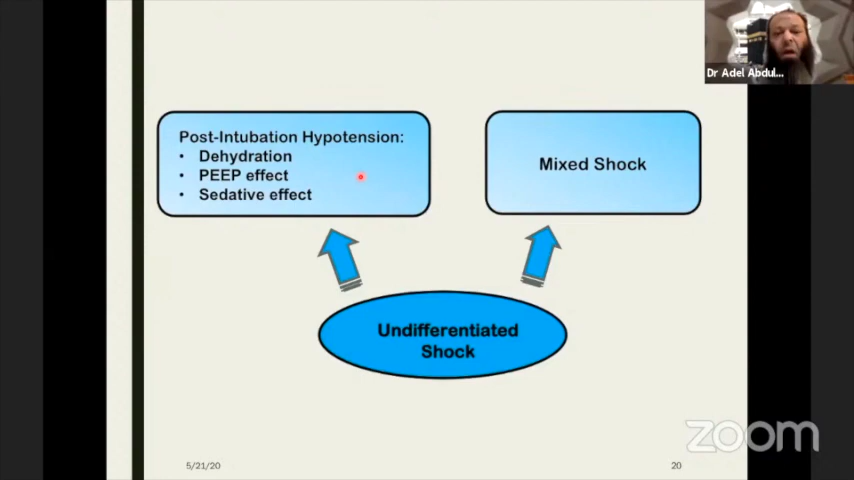 Dr Adel Abdul...
Post-Intubation Hypotension:
• Dehydration
• PEEP effect
• Sedative effect
Mixed Shock
Undifferentiated
Shock
zoom
5/21/20
20